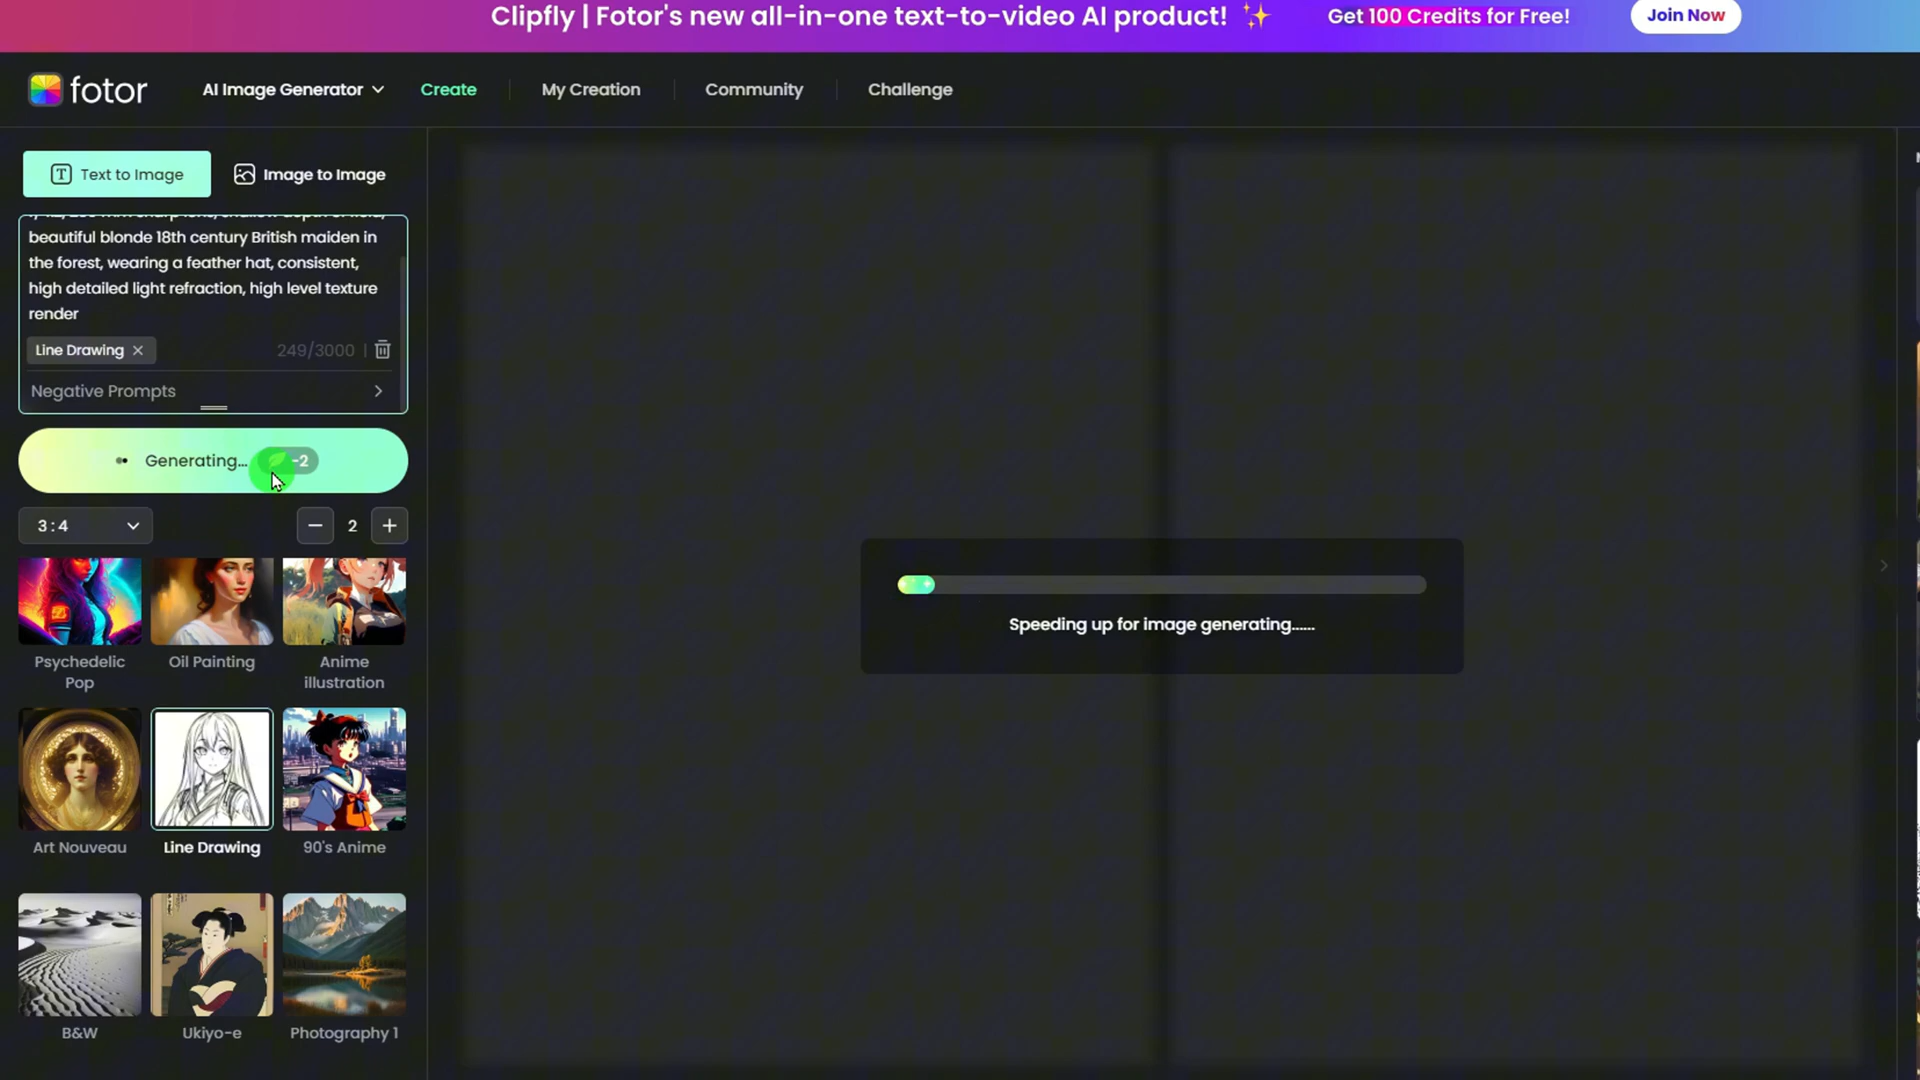 Clipfly | Fotor's new all-in-one text-to-video AI product!
Get 100 Credits for Free!
Join Now
fotor
AI Image Generator
Create
My Creation
Community
Challenge
Text to Image
Image to Image
beautiful blonde 18th century British maiden in
the forest, wearing a feather hat, consistent,
high detailed light refraction, high level texture
render
Line Drawing
249/3000
Negative Prompts
Generating...
-2
3:4
2
Psychedelic
Pop
Oil Painting
Anime
illustration
Art Nouveau
Line Drawing
90's Anime
B&W
Ukiyo-e
Photography 1
Speeding up for image generating......